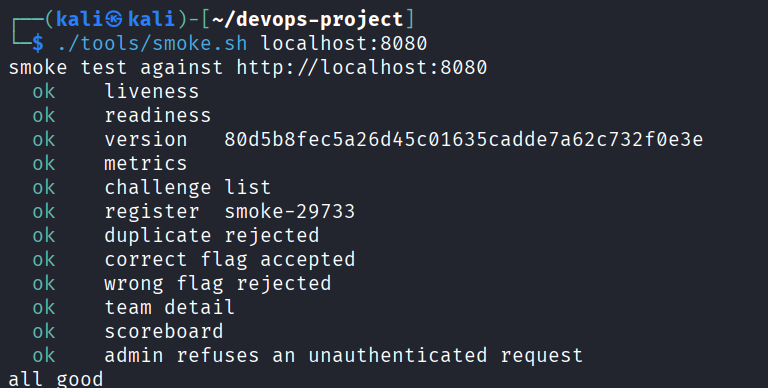 ┌──(kali㉿kali)-[~/devops-project]
└─$ ./tools/smoke.sh localhost:8080
smoke test against http://localhost:8080
  ok    liveness
  ok    readiness
  ok    version   80d5b8fec5a26d45c01635cadde7a62c732f0e3e
  ok    metrics
  ok    challenge list
  ok    register  smoke-29733
  ok    duplicate rejected
  ok    correct flag accepted
  ok    wrong flag rejected
  ok    team detail
  ok    scoreboard
  ok    admin refuses an unauthenticated request
all good